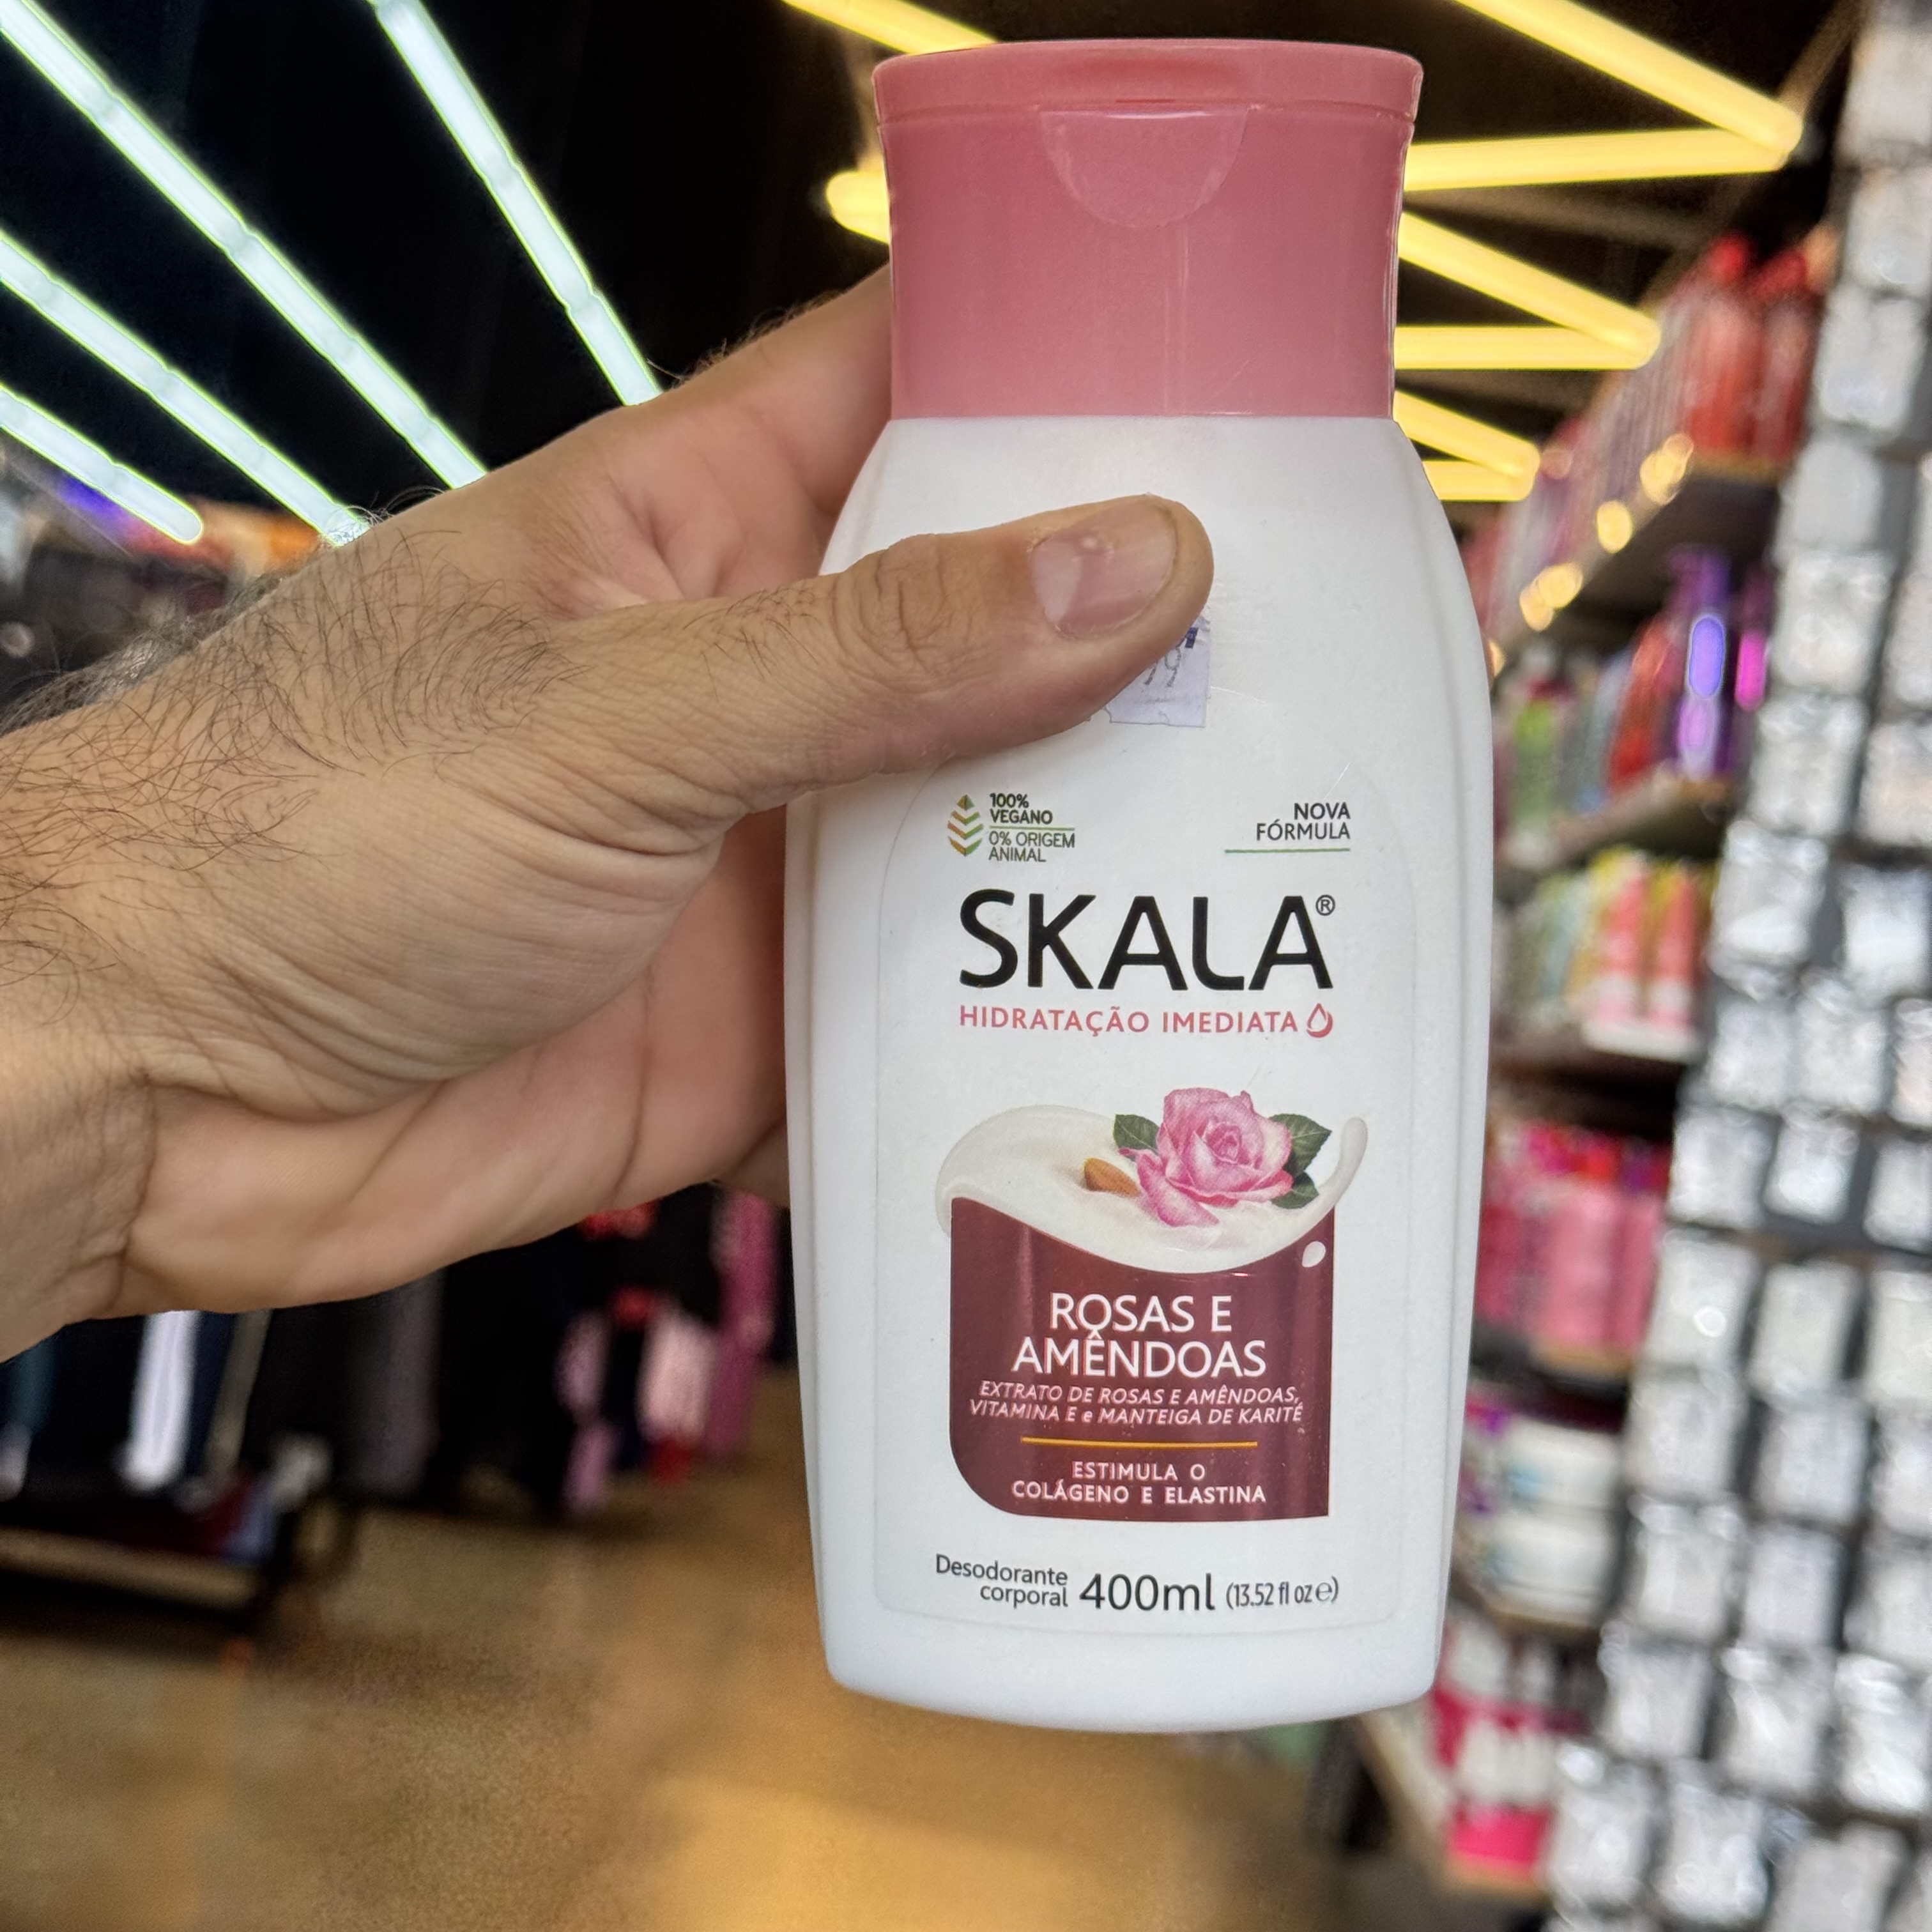 99
100%
VEGANO
0% ORIGEM
ANIMAL
NOVA
FÓRMULA
SKALA®
HIDRATAÇÃO IMEDIATA
ROSAS E
AMÊNDOAS
EXTRATO DE ROSAS E AMÊNDOAS,
VITAMINA E e MANTEIGA DE KARITÉ
ESTIMULA O
COLÁGENO E ELASTINA
Desodorante
corporal 400ml (13.52 fl oz ℮)